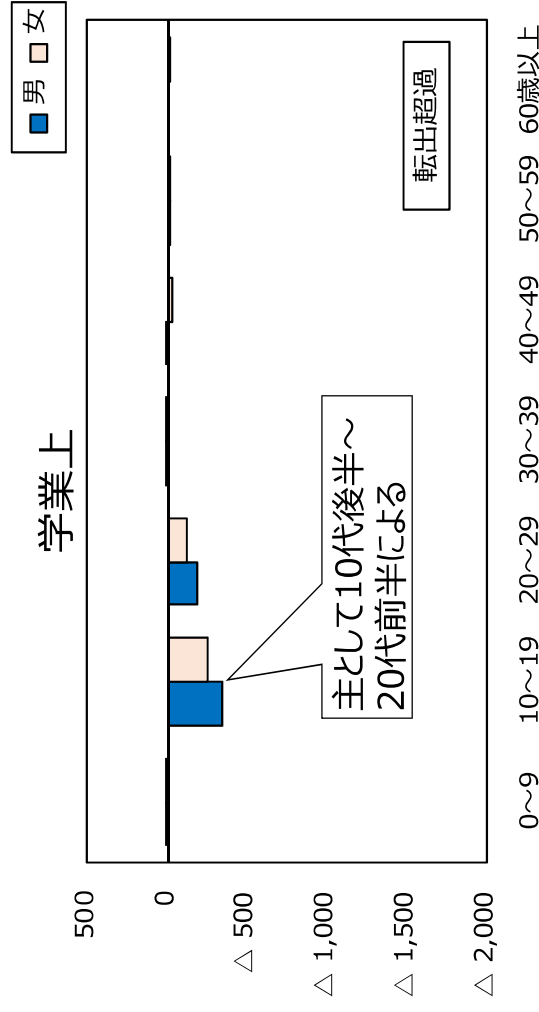 学業上
男 女
500
0
△ 500
△ 1,000
△ 1,500
△ 2,000
主として10代後半～
20代前半による
転出超過
0～9 10～19 20～29 30～39 40～49 50～59 60歳以上